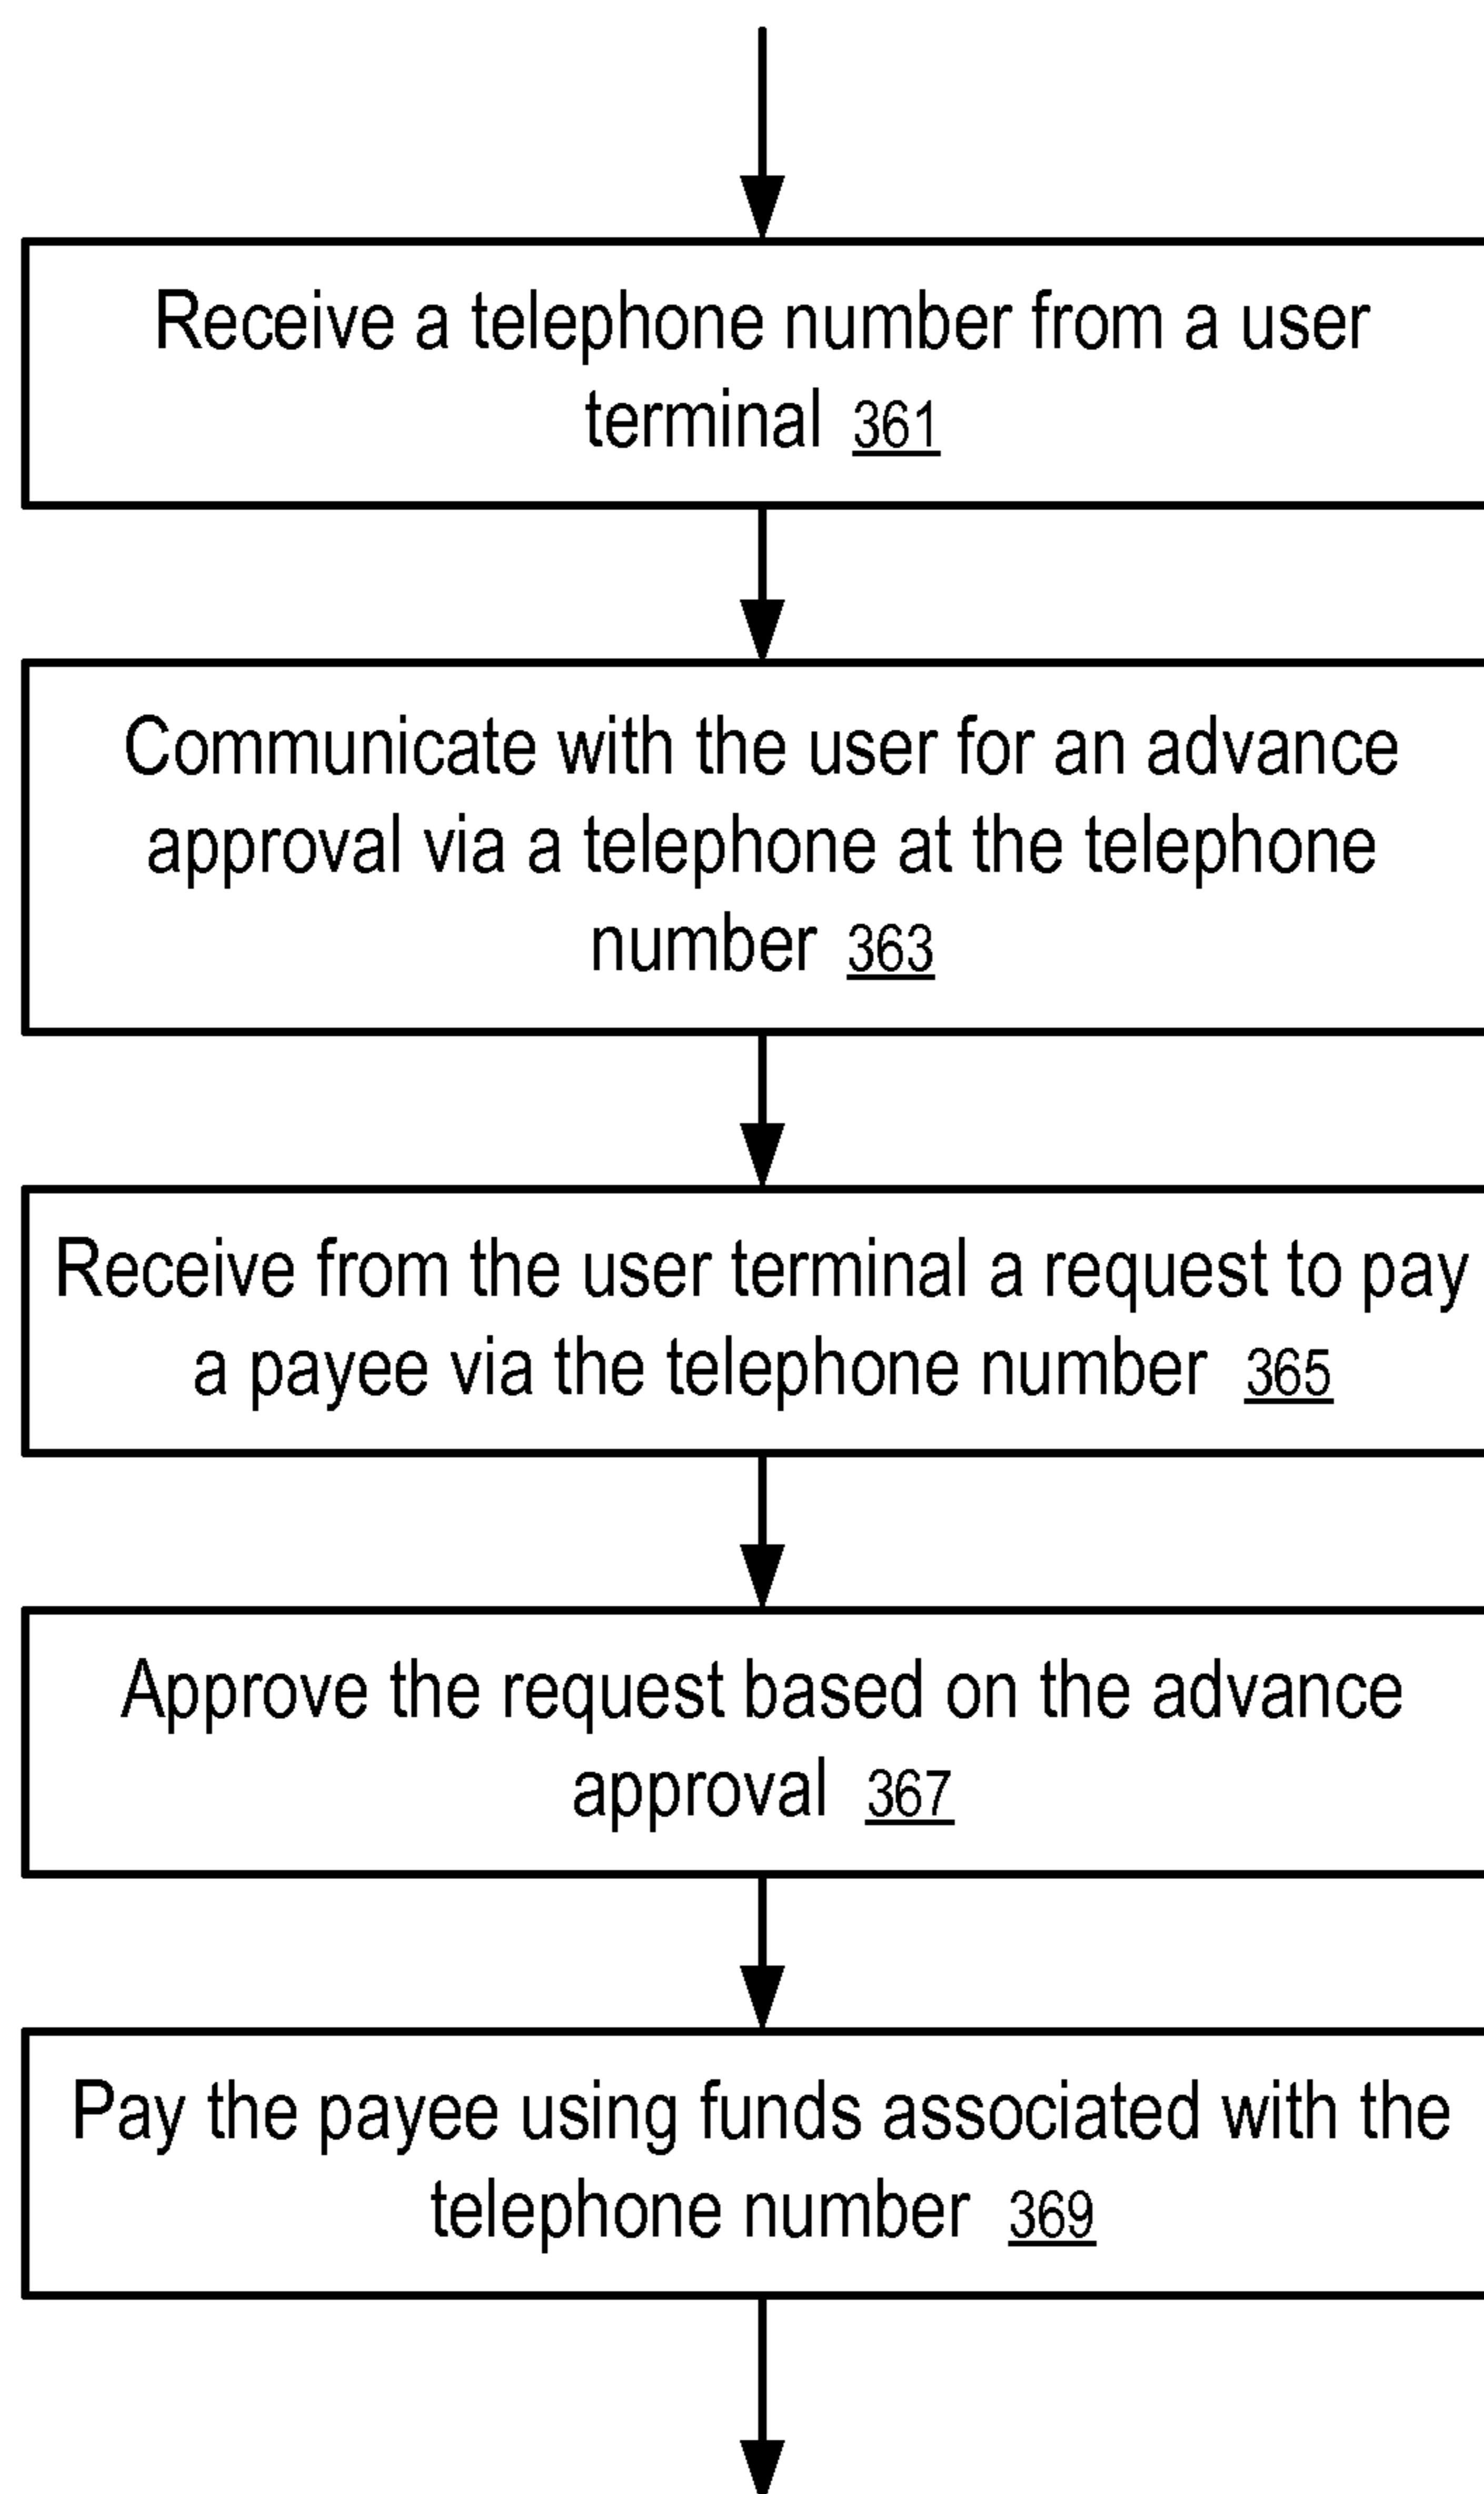 Receive a telephone number from a user
terminal 361
Communicate with the user for an advance
approval via a telephone at the telephone
number 363
Receive from the user terminal a request to pay
a payee via the telephone number 365
Approve the request based on the advance
approval 367
Pay the payee using funds associated with the
telephone number 369